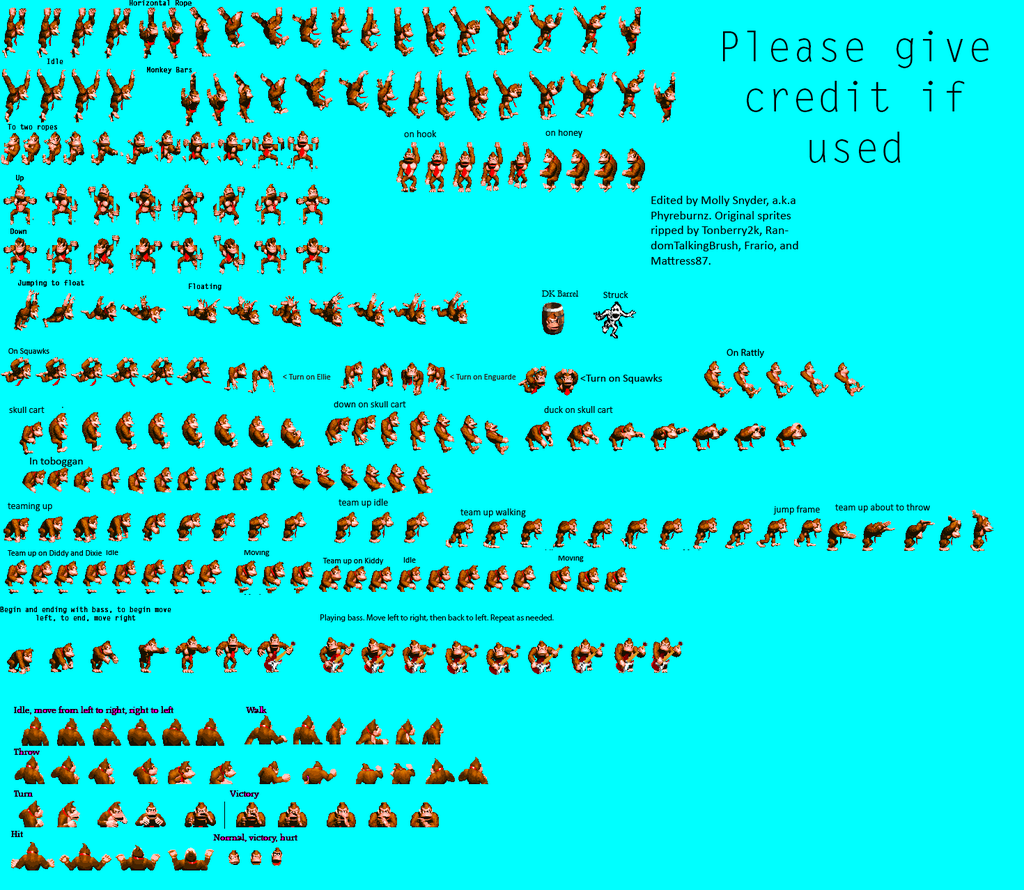 Horizontal Rope
Please give
credit if
used
Idle
Monkey Bars
To two ropes
on hook
on honey
Up
Edited by Molly Snyder, a.k.a
Phyreburnz. Original sprites
ripped by Tonberry2k, Ran-
domTalkingBrush, Frario, and
Mattress87.
Down
Jumping to float
Floating
DK Barrel
Struck
On Squawks
< Turn on Ellie
< Turn on Enguarde
<Turn on Squawks
On Rattly
skull cart
down on skull cart
duck on skull cart
In toboggan
teaming up
team up idle
team up walking
jump frame
team up about to throw
Team up on Diddy and Dixie Idle
Moving
Team up on Kiddy
Idle
Moving
Begin and ending with bass, to begin move
left, to end, move right
Playing bass. Move left to right, then back to left. Repeat as needed.
Idle, move from left to right, right to left
Walk
Throw
Turn
Victory
Hit
Normal, victory, hurt